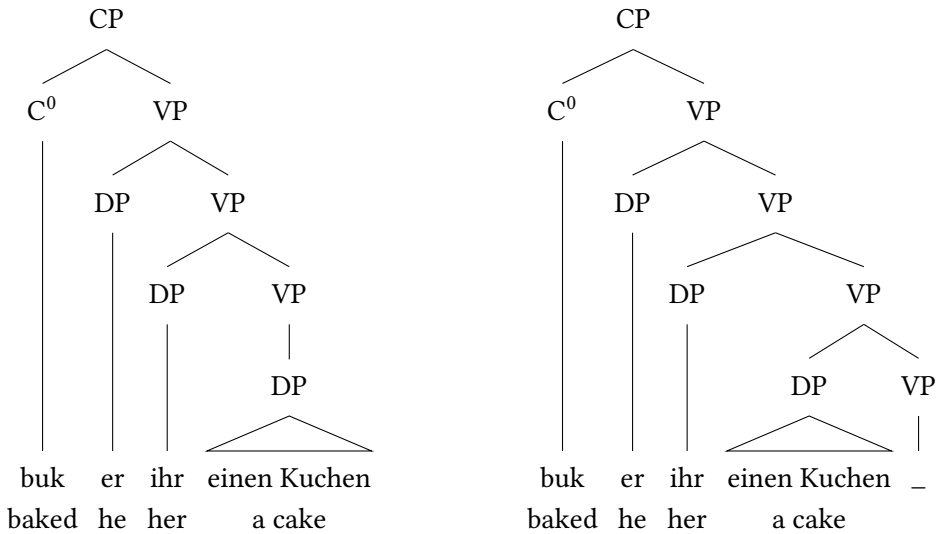 CP CP
C⁰ VP C⁰ VP
DP VP DP VP
DP VP DP VP
DP DP VP
buk er ihr einen Kuchen buk er ihr einen Kuchen _
baked he her a cake baked he her a cake